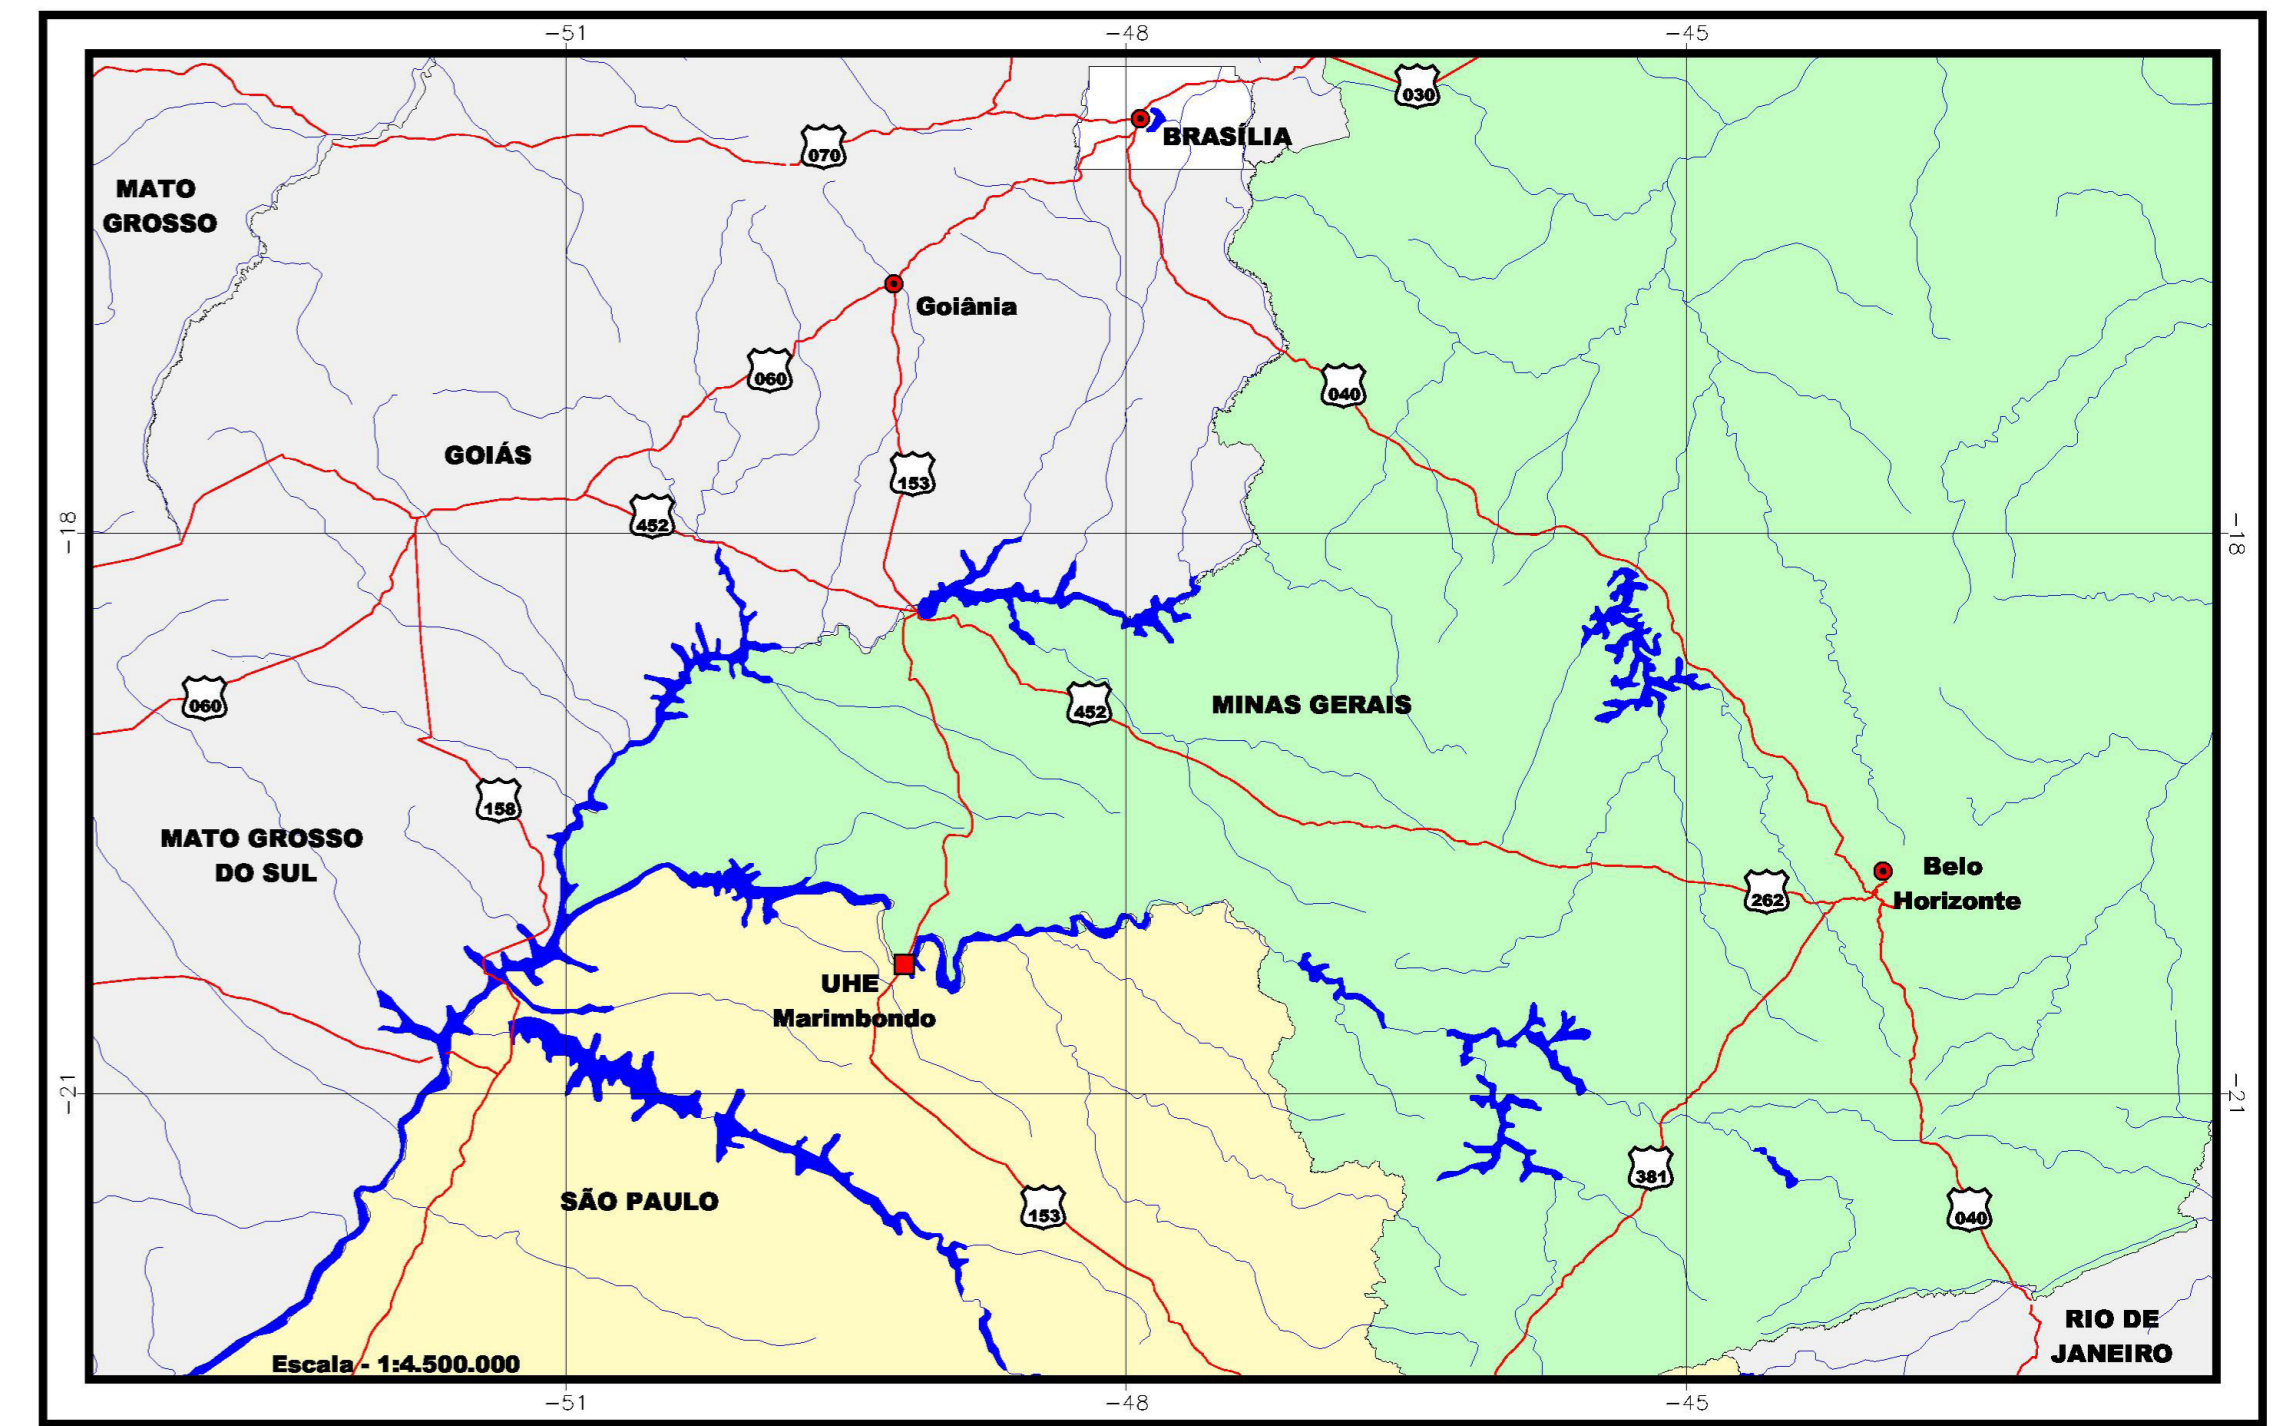 -51
-48
-45
030
BRASÍLIA
070
MATO
GROSSO
Goiânia
060
040
GOIÁS
153
452
-18
-18
060
452
MINAS GERAIS
158
MATO GROSSO
DO SUL
Belo
Horizonte
262
UHE
Marimbondo
-21
-21
381
SÃO PAULO
153
040
RIO DE
JANEIRO
Escala - 1:4.500.000
-51
-48
-45